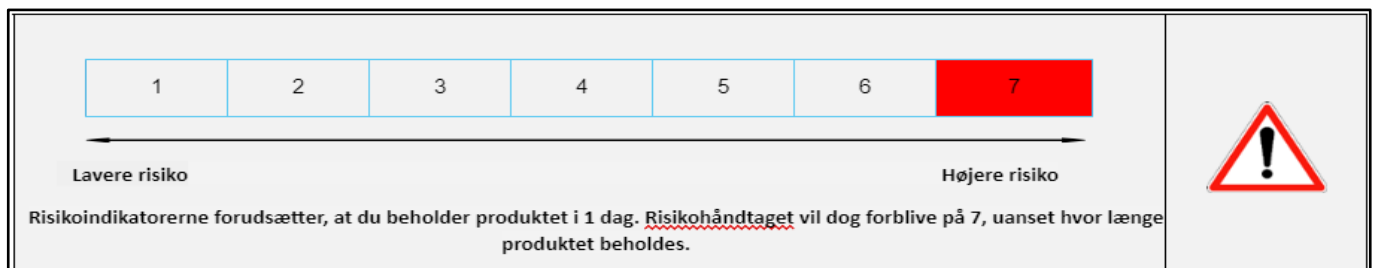 1 2 3 4 5 6 7
Lavere risiko Højere risiko
Risikoindikatorerne forudsætter, at du beholder produktet i 1 dag. Risikohåndtaget vil dog forblive på 7, uanset hvor længe
produktet beholdes.